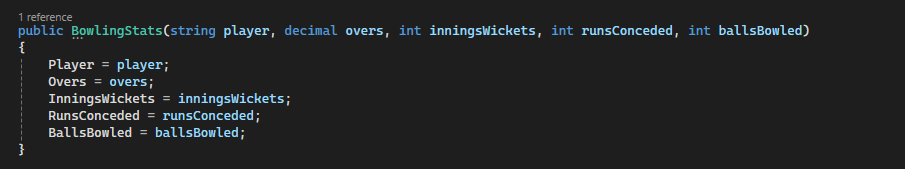 1 reference
public BowlingStats(string player, decimal overs, int inningsWickets, int runsConceded, int ballsBowled)
{
Player = player;
Overs = overs;
InningsWickets = inningsWickets;
RunsConceded = runsConceded;
BallsBowled = ballsBowled;
}